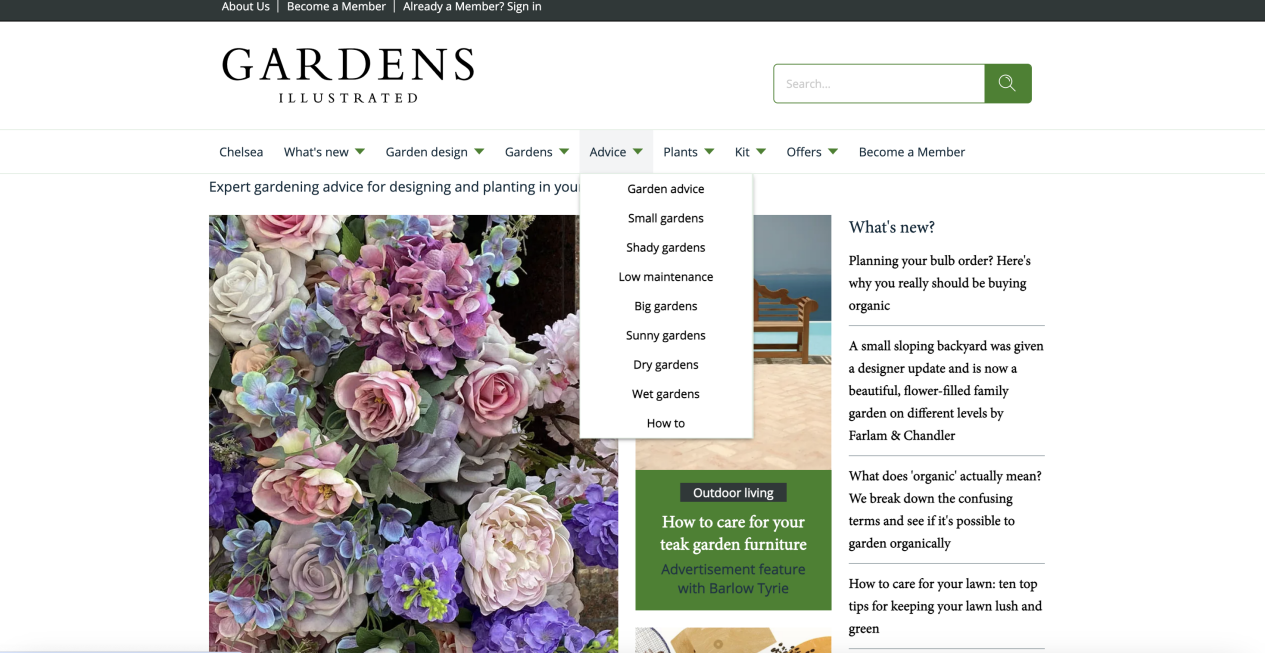 About Us | Become a Member | Already a Member? Sign in
GARDENS
ILLUSTRATED
Search...
Chelsea What's new Garden design Gardens Advice Plants Kit Offers Become a Member
Expert gardening advice for designing and planting in you
Garden advice
Small gardens
Shady gardens
Low maintenance
Big gardens
Sunny gardens
Dry gardens
Wet gardens
How to
Outdoor living
How to care for your
teak garden furniture
Advertisement feature
with Barlow Tyrie
What's new?
Planning your bulb order? Here's
why you really should be buying
organic
A small sloping backyard was given
a designer update and is now a
beautiful, flower-filled family
garden on different levels by
Farlam & Chandler
What does 'organic' actually mean?
We break down the confusing
terms and see if it's possible to
garden organically
How to care for your lawn: ten top
tips for keeping your lawn lush and
green